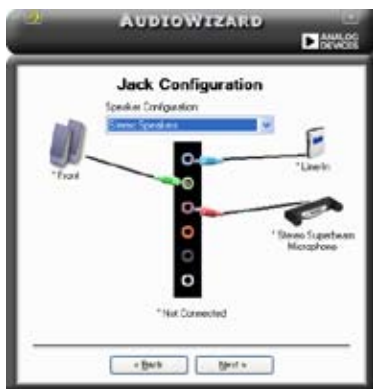 AUDIOWIZARD
ANALOG
DEVICES
Jack Configuration
Speaker Configuration
Stereo Speakers
* Front
* Line In
* Stereo Superbeam
Microphone
* Not Connected
< Back
Next >